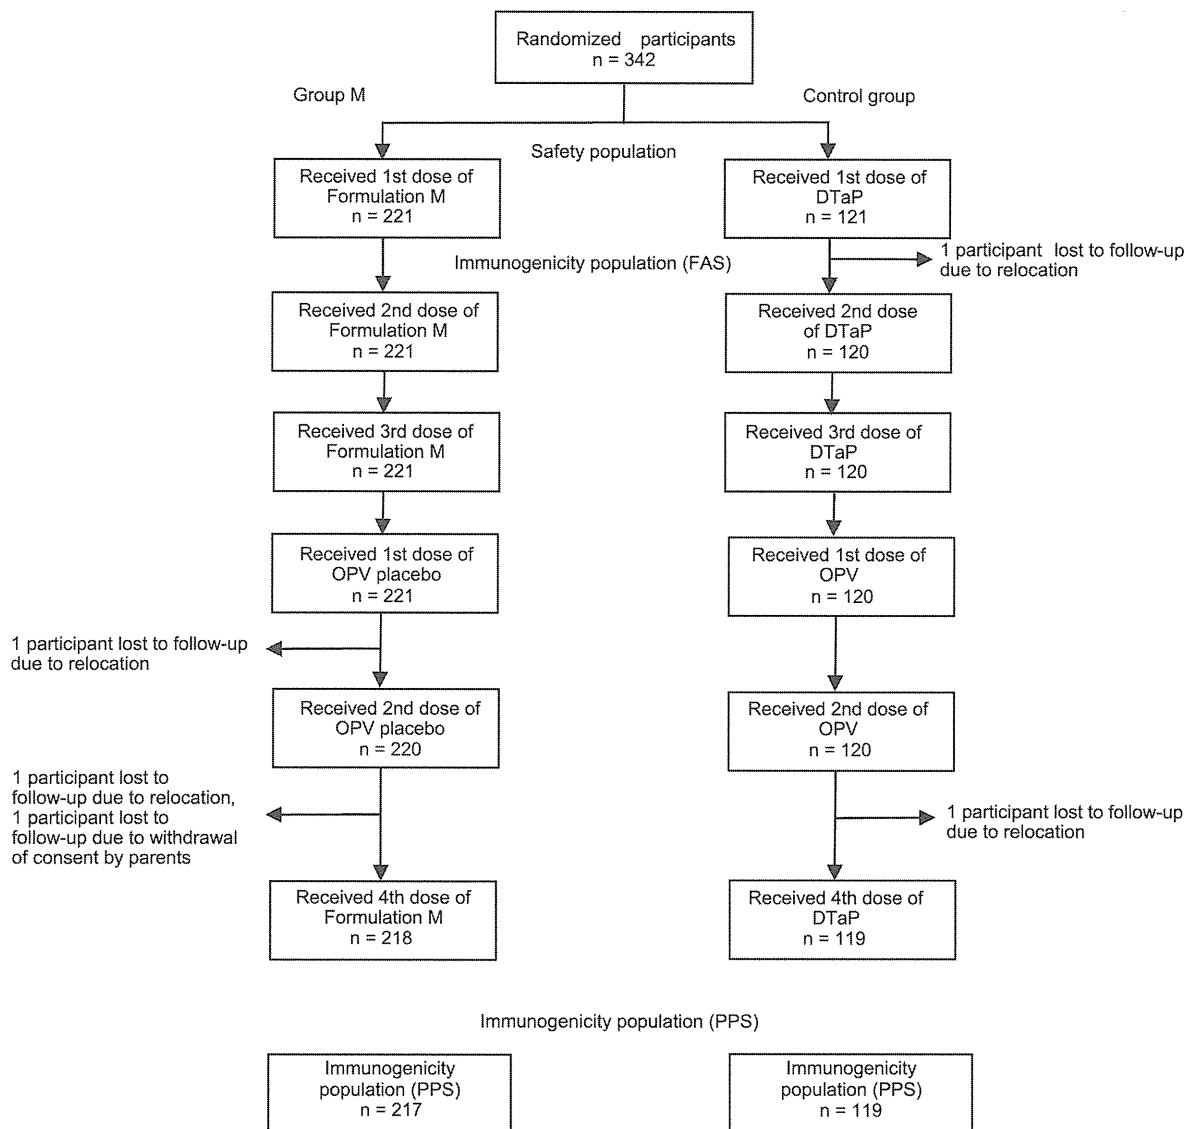 Randomized participants
n = 342
Group M
Control group
Safety population
Received 1st dose of
Formulation M
n = 221
Received 1st dose of
DTaP
n = 121
1 participant lost to follow-up
due to relocation
Immunogenicity population (FAS)
Received 2nd dose of
Formulation M
n = 221
Received 2nd dose
of DTaP
n = 120
Received 3rd dose of
Formulation M
n = 221
Received 3rd dose of
DTaP
n = 120
Received 1st dose of
OPV placebo
n = 221
Received 1st dose of
OPV
n = 120
1 participant lost to follow-up
due to relocation
Received 2nd dose of
OPV placebo
n = 220
Received 2nd dose of
OPV
n = 120
1 participant lost to
follow-up due to relocation,
1 participant lost to
follow-up due to withdrawal
of consent by parents
1 participant lost to follow-up
due to relocation
Received 4th dose of
Formulation M
n = 218
Received 4th dose of
DTaP
n = 119
Immunogenicity population (PPS)
Immunogenicity
population (PPS)
n = 217
Immunogenicity
population (PPS)
n = 119